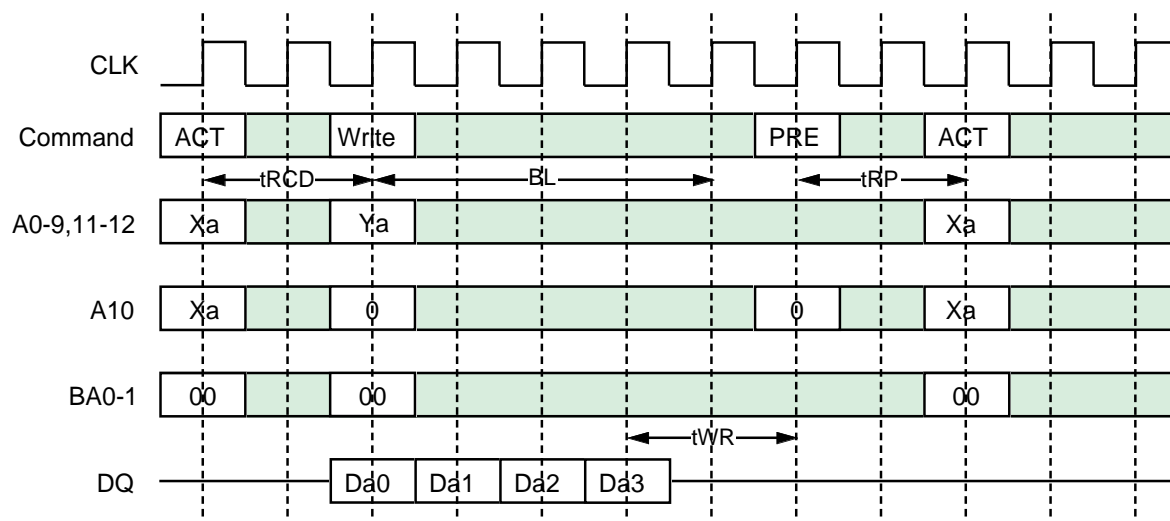 CLK
Command ACT WrIte PRE ACT
tRCD BL tRP
A0-9,11-12 Xa Ya Xa
A10 Xa 0 0 Xa
BA0-1 00 00 00
tWR
DQ Da0 Da1 Da2 Da3